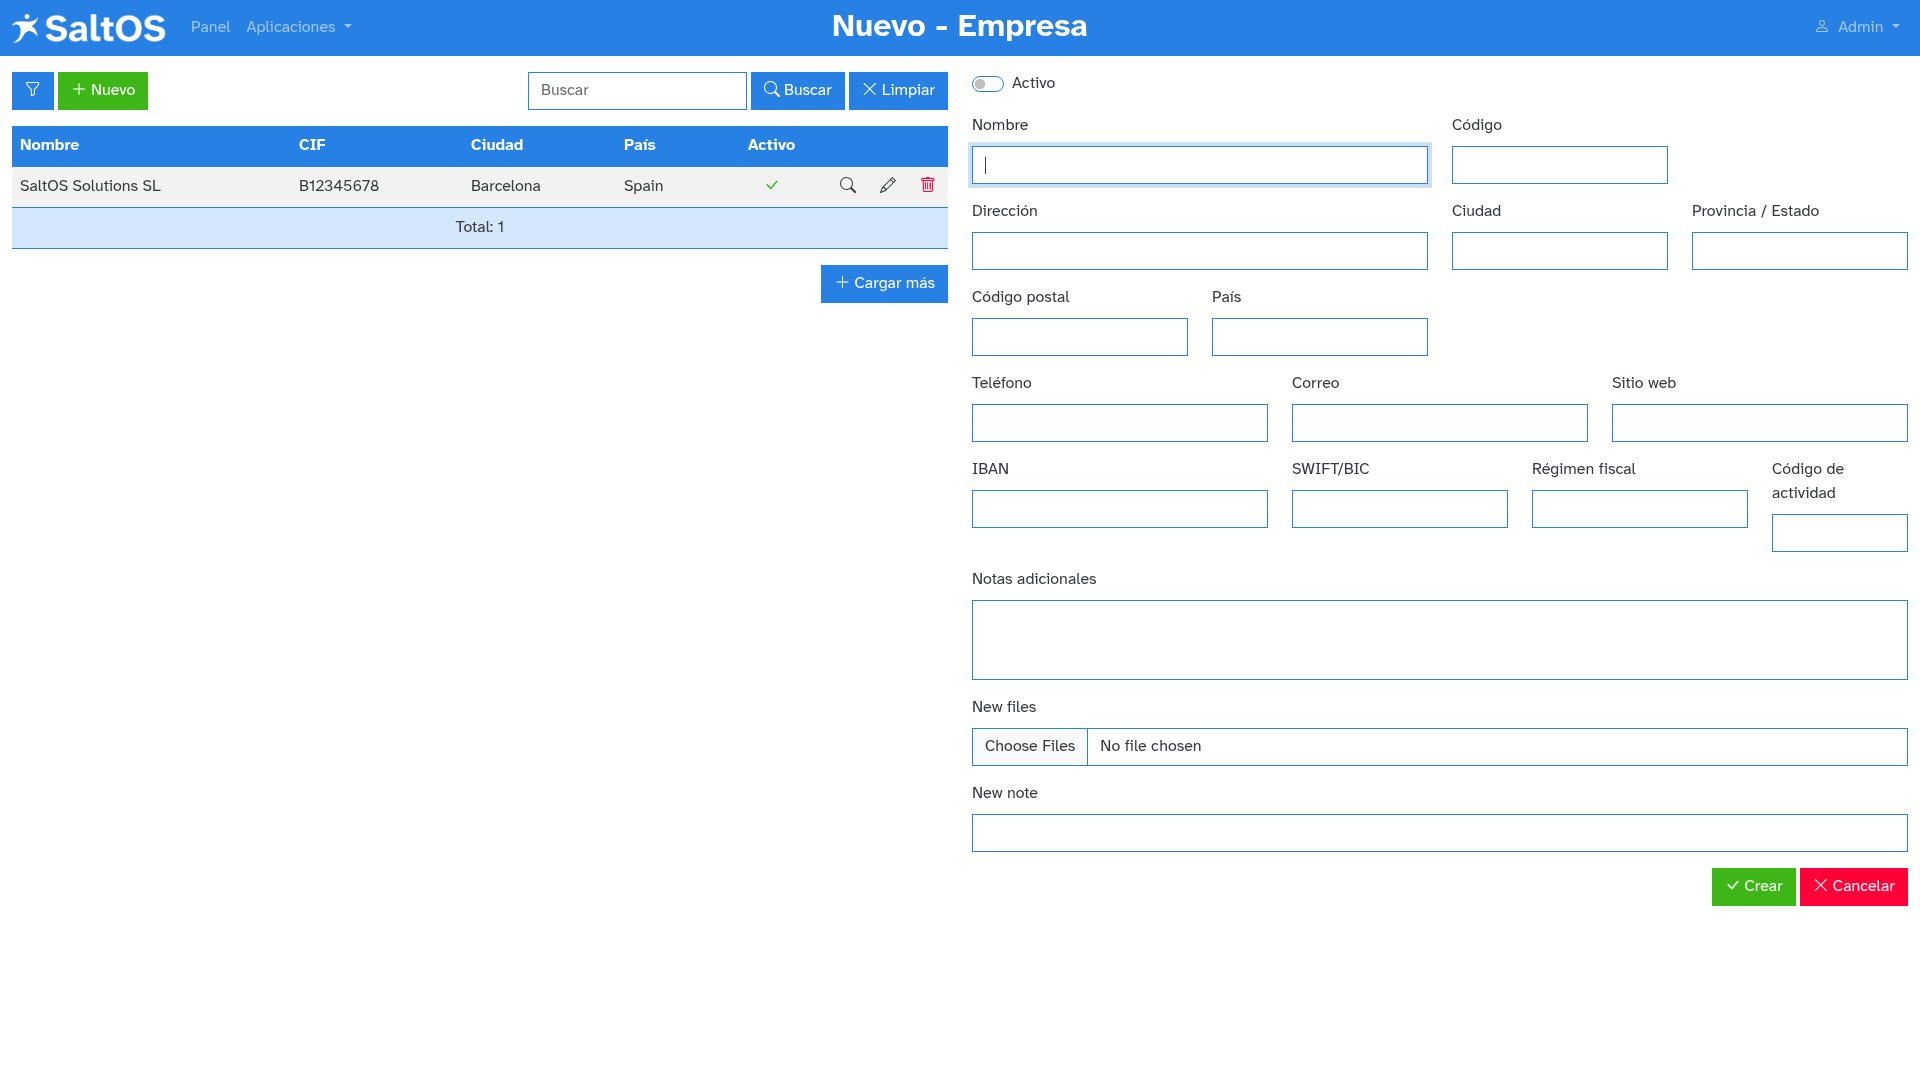 SaltOS Panel Aplicaciones Nuevo - Empresa Admin
Nuevo Buscar Buscar Limpiar
Nombre CIF Ciudad País Activo
SaltOS Solutions SL B12345678 Barcelona Spain
Total: 1
Cargar más
Activo
Nombre Código
Dirección Ciudad Provincia / Estado
Código postal País
Teléfono Correo Sitio web
IBAN SWIFT/BIC Régimen fiscal Código de
actividad
Notas adicionales
New files
Choose Files No file chosen
New note
Crear Cancelar